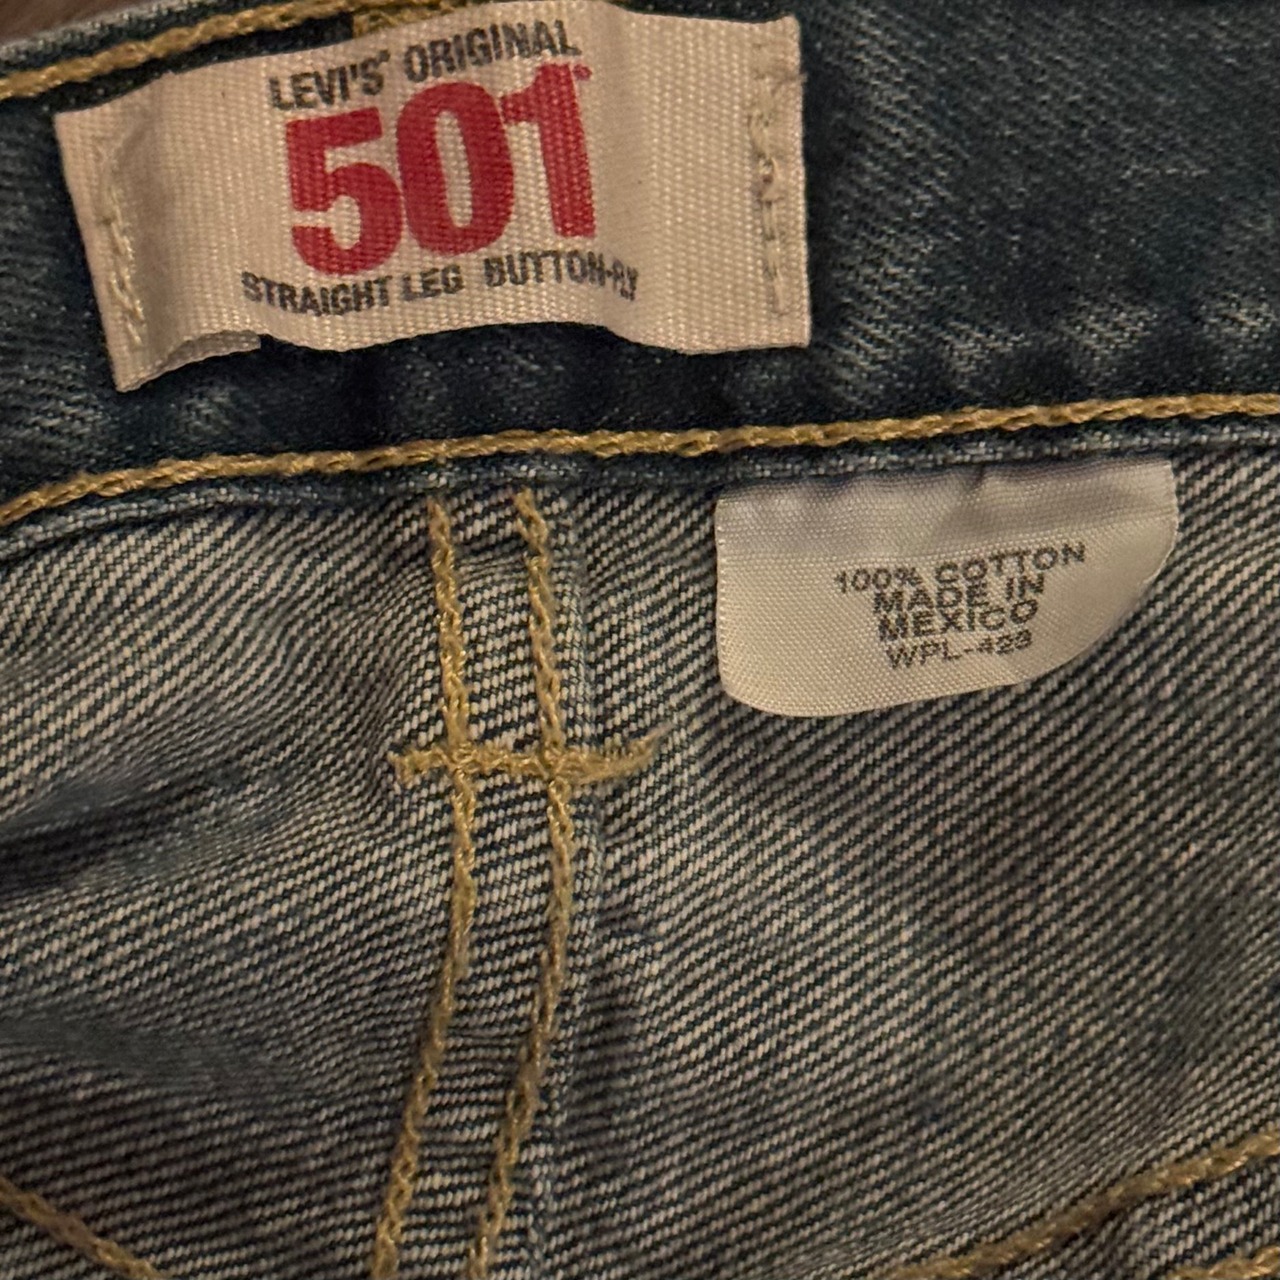 LEVI'S® ORIGINAL
501®
STRAIGHT LEG BUTTON-FLY
100% COTTON
MADE IN
MEXICO
WPL-423